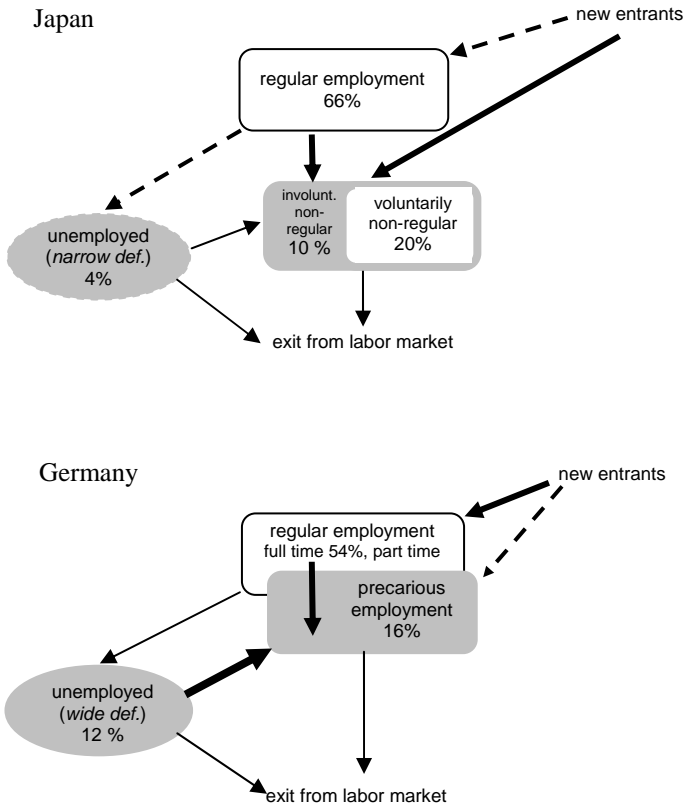 Japan
new entrants
regular employment
66%
involunt.
non-
regular
10 %
voluntarily
non-regular
20%
unemployed
(narrow def.)
4%
exit from labor market
Germany
new entrants
regular employment
full time 54%, part time
precarious
employment
16%
unemployed
(wide def.)
12 %
exit from labor market